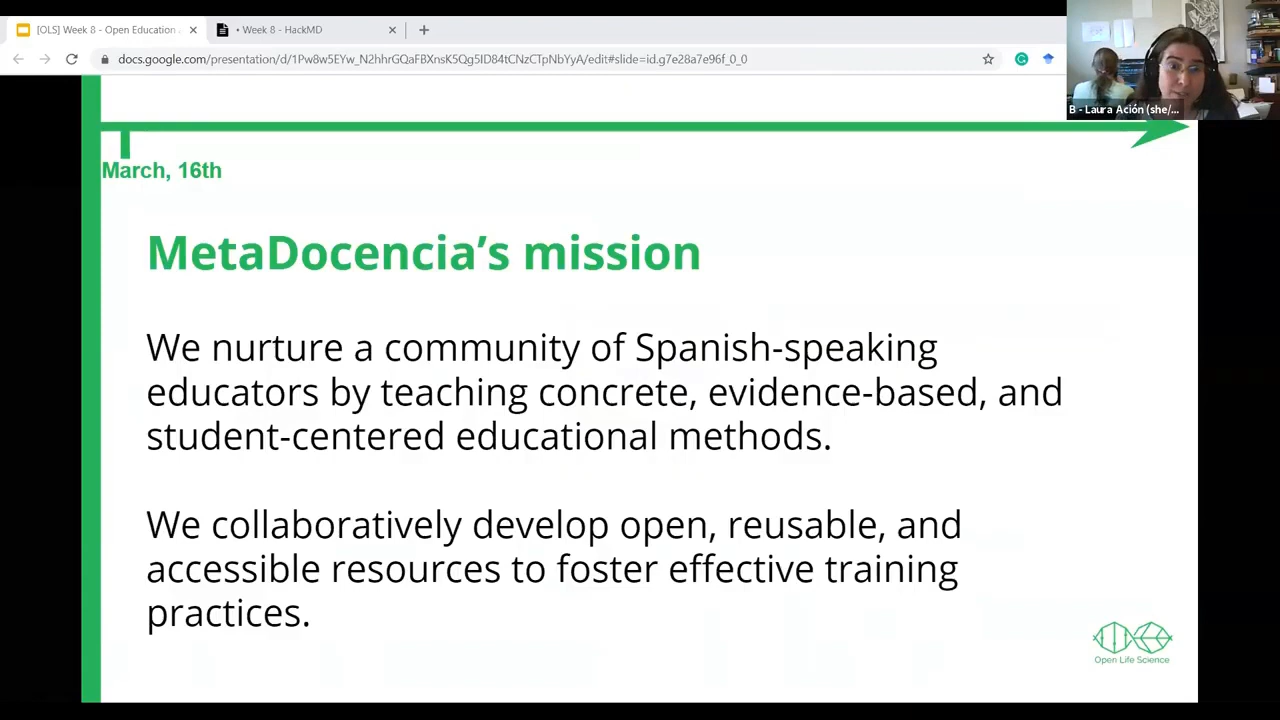 [OLS] Week 8 - Open Education
• Week 8 - HackMD
docs.google.com/presentation/d/1Pw8w5EYw_N2hhrGQaFBXnsK5Qg5ID84tCNzCTpNbYyA/edit#slide=id.g7e28a7e96f_0_0
B - Laura Ación (she/...
March, 16th
MetaDocencia’s mission
We nurture a community of Spanish-speaking
educators by teaching concrete, evidence-based, and
student-centered educational methods.
We collaboratively develop open, reusable, and
accessible resources to foster effective training
practices.
Open Life Science